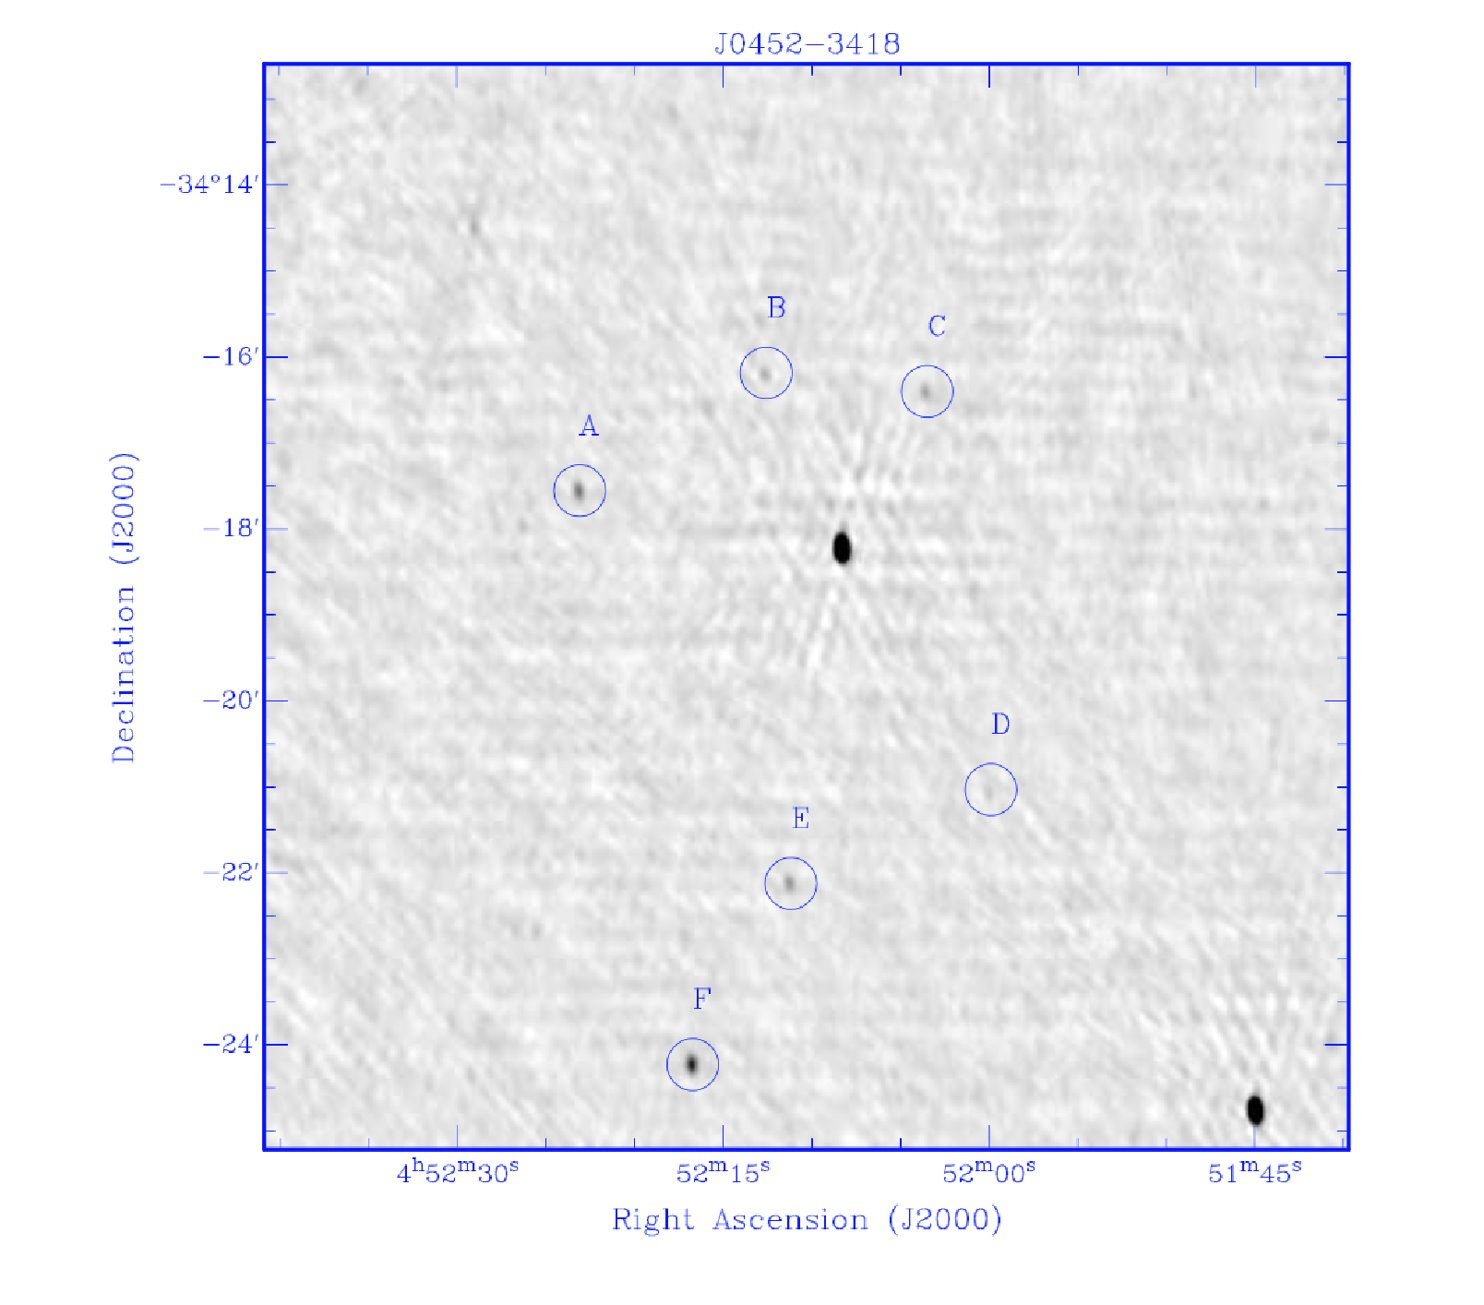 J0452−3418
−34°14′
B
C
−16′
A
−18′
Declination (J2000)
−20′
D
E
−22′
F
−24′
4ʰ52ᵐ30ˢ 52ᵐ15ˢ 52ᵐ00ˢ 51ᵐ45ˢ
Right Ascension (J2000)